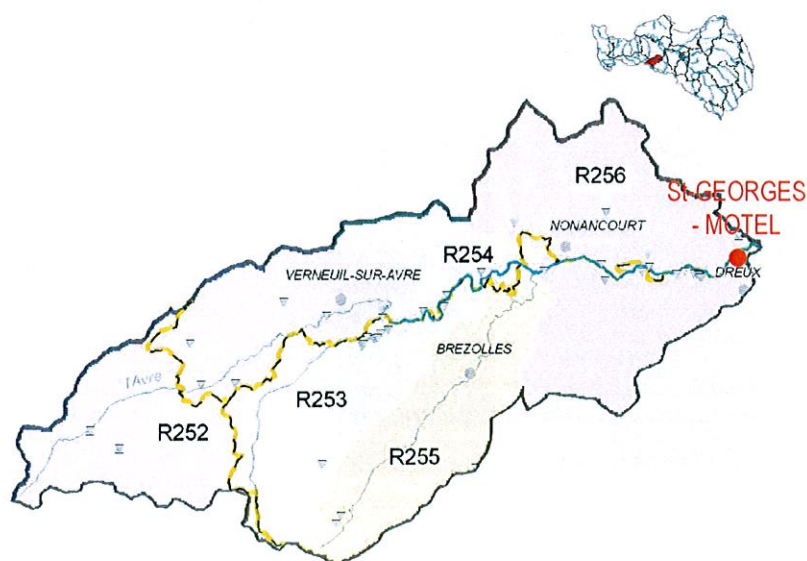 R256
St-GEORGES
- MOTEL
NONANCOURT
R254
DREUX
VERNEUIL-SUR-AVRE
l'Avre
BREZOLLES
R253
R252
R255